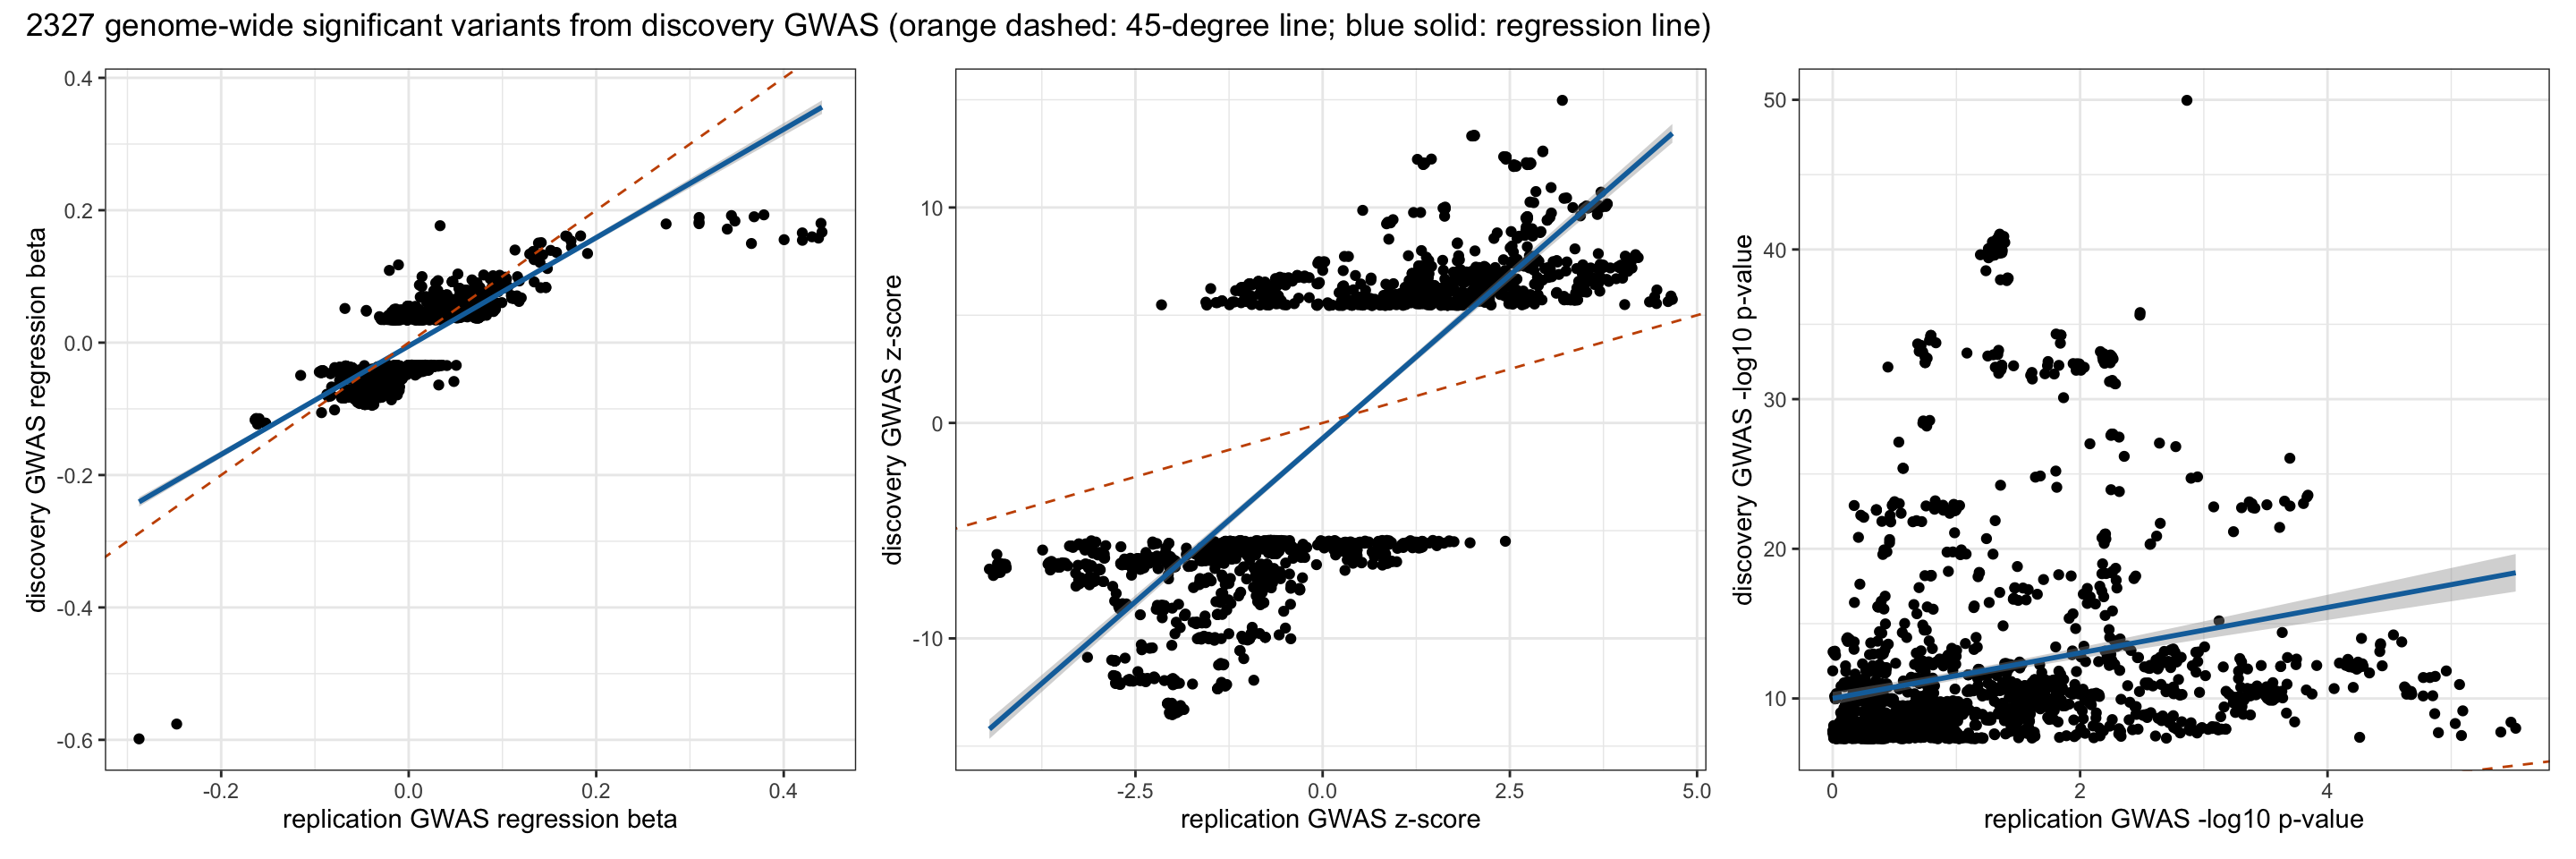 2327 genome-wide significant variants from discovery GWAS (orange dashed: 45-degree line; blue solid: regression line)
discovery GWAS regression beta
0.4
0.2
0.0
-0.2
-0.4
-0.6
-0.2 0.0 0.2 0.4
replication GWAS regression beta
discovery GWAS z-score
10
0
-10
-2.5 0.0 2.5 5.0
replication GWAS z-score
discovery GWAS -log10 p-value
50
40
30
20
10
0 2 4
replication GWAS -log10 p-value